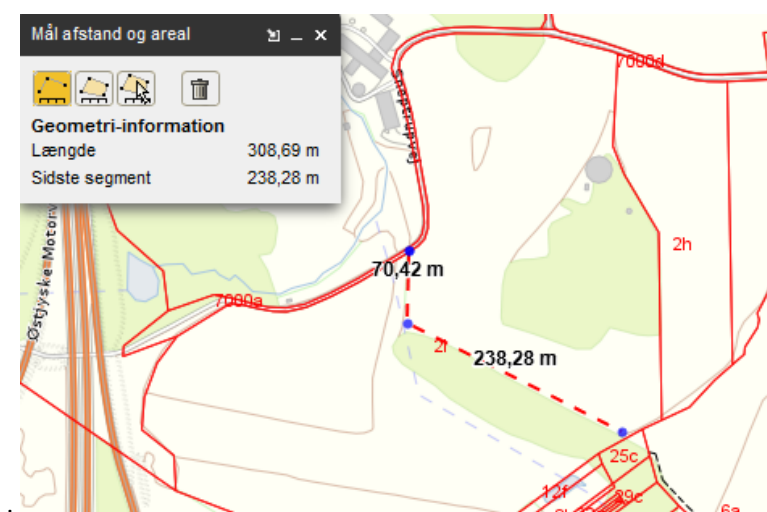 Mål afstand og areal
Geometri-information
Længde 308,69 m
Sidste segment 238,28 m
7000d
Snaptrupvej
2h
70,42 m
Østjyske Motorv
7000a
238,28 m
25c
12f
29c
6a